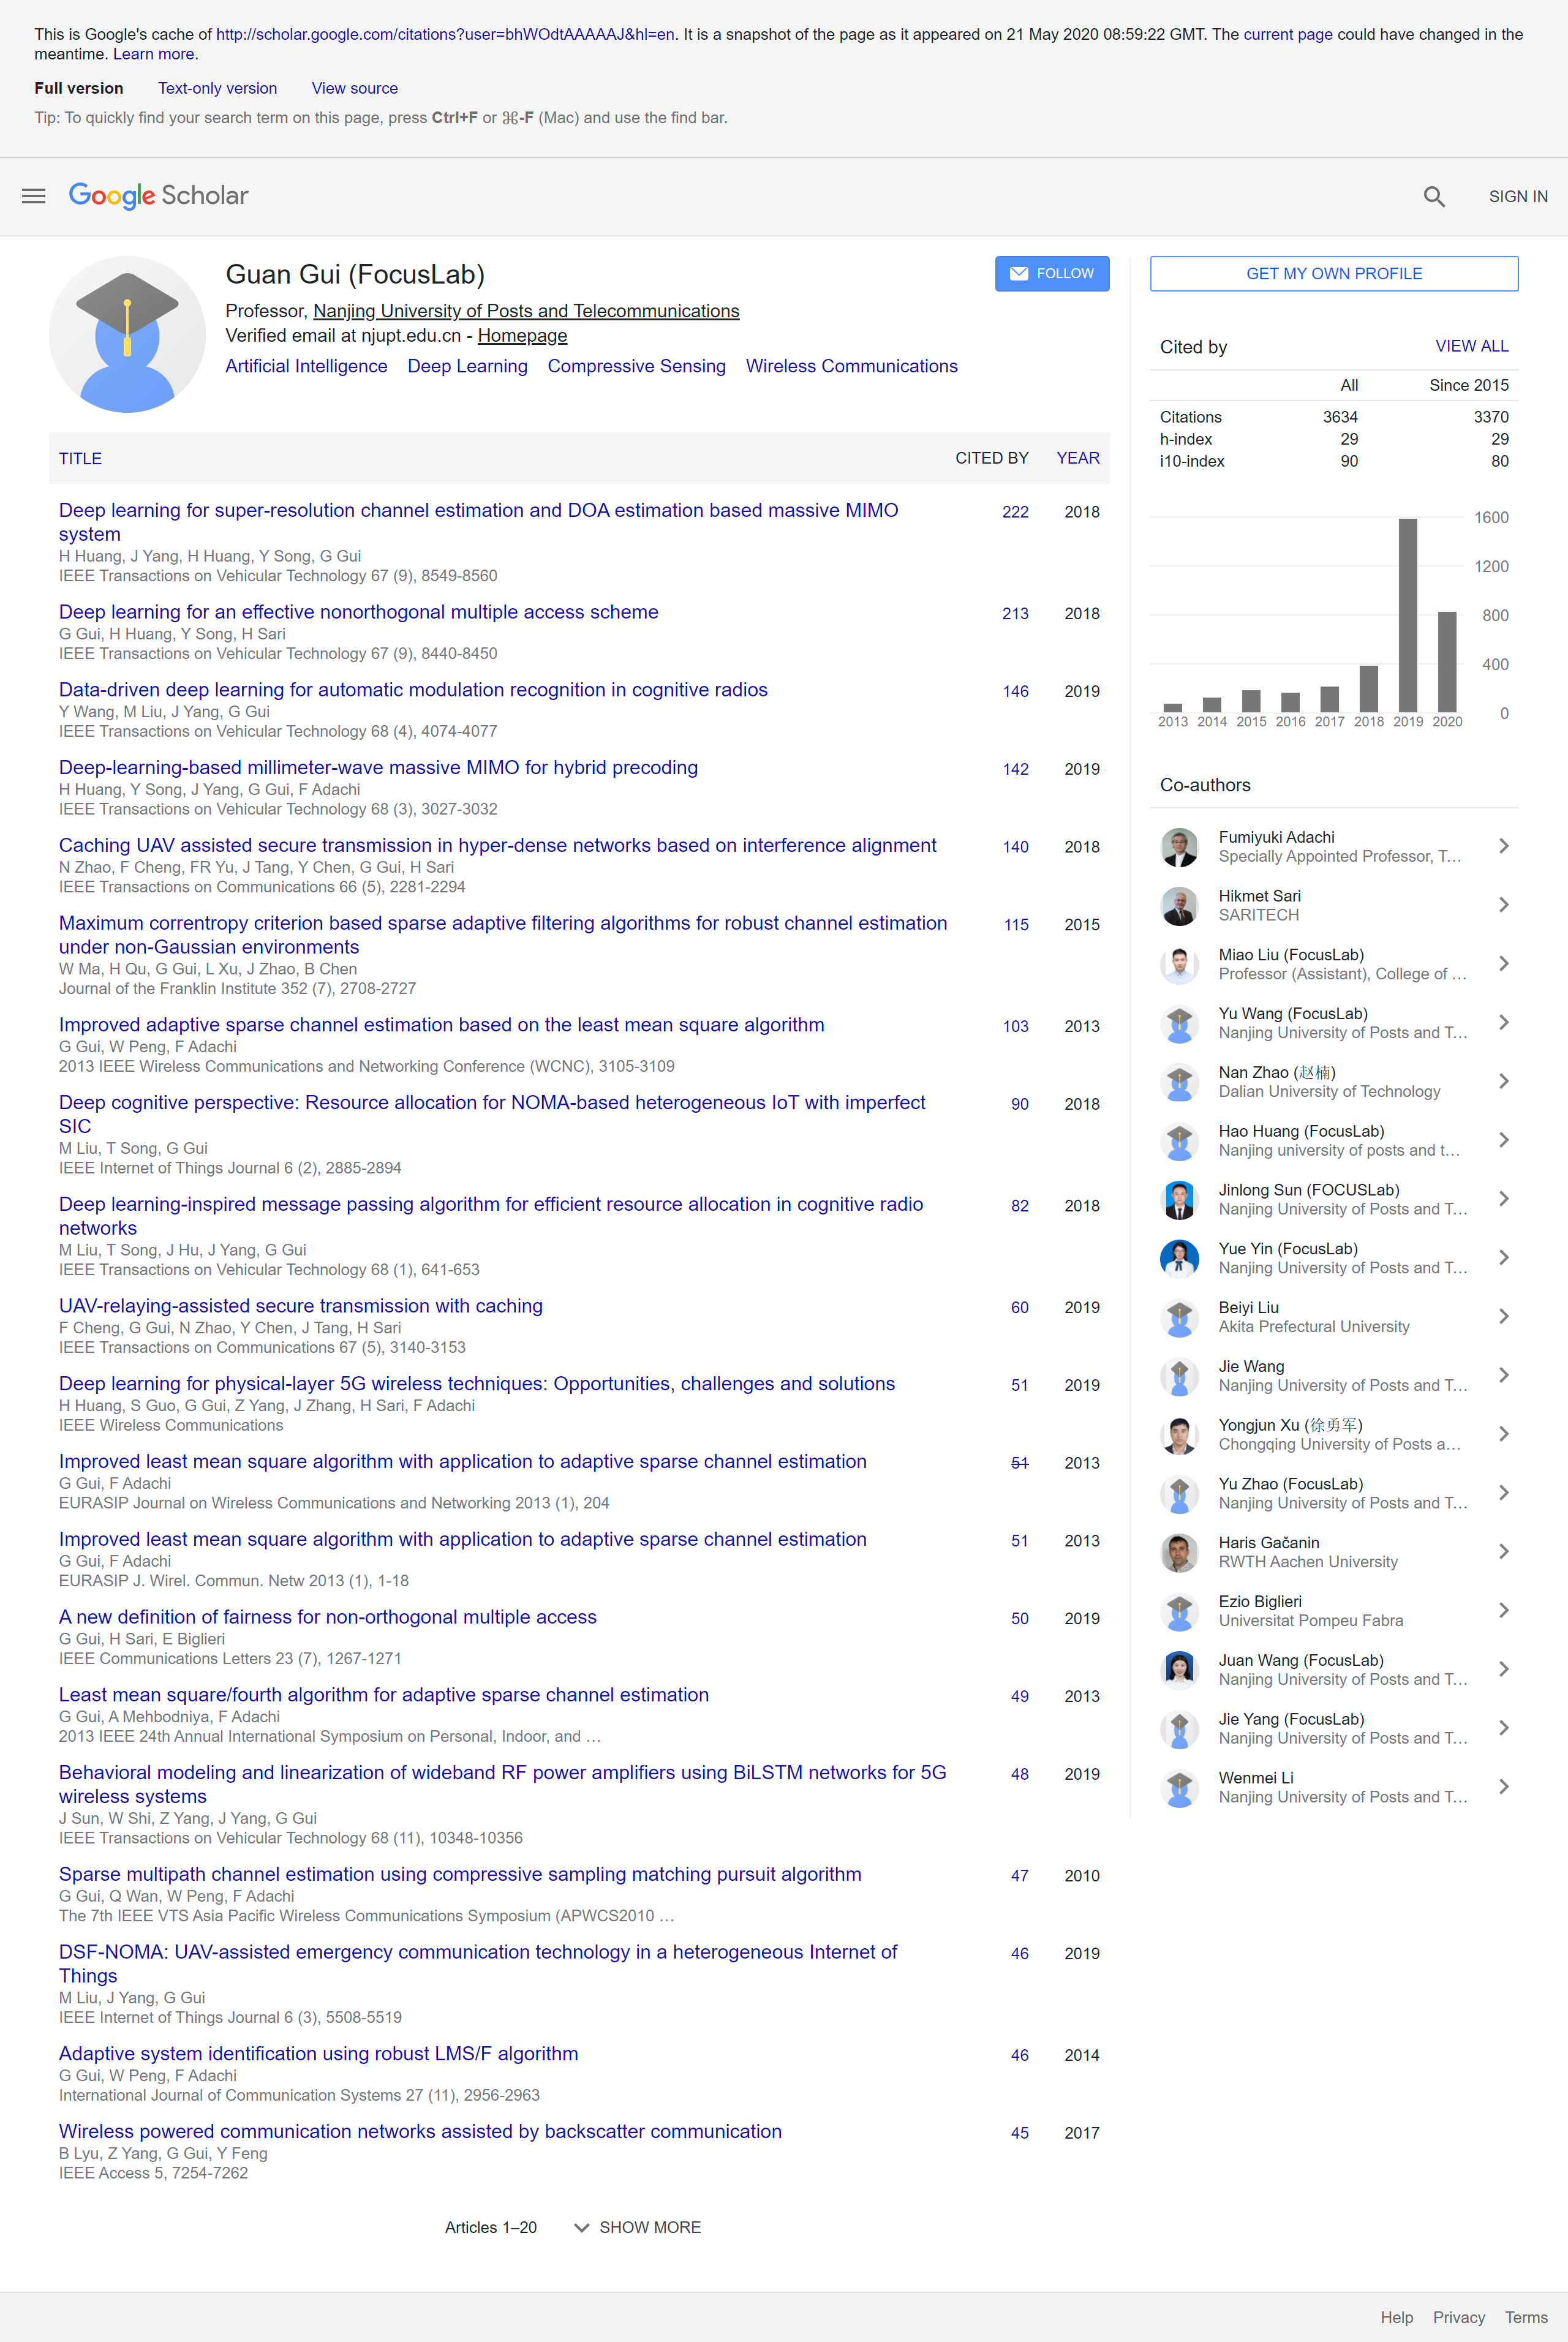 This is Google's cache of http://scholar.google.com/citations?user=bhWOdtAAAAAJ&hl=en. It is a snapshot of the page as it appeared on 21 May 2020 08:59:22 GMT. The current page could have changed in the
meantime. Learn more.
Full version Text-only version View source
Tip: To quickly find your search term on this page, press Ctrl+F or ⌘-F (Mac) and use the find bar.
Google Scholar
SIGN IN
Guan Gui (FocusLab)
FOLLOW
Professor, Nanjing University of Posts and Telecommunications
Verified email at njupt.edu.cn - Homepage
Artificial Intelligence Deep Learning Compressive Sensing Wireless Communications
TITLE CITED BY YEAR
Deep learning for super-resolution channel estimation and DOA estimation based massive MIMO 222 2018
system
H Huang, J Yang, H Huang, Y Song, G Gui
IEEE Transactions on Vehicular Technology 67 (9), 8549-8560
Deep learning for an effective nonorthogonal multiple access scheme 213 2018
G Gui, H Huang, Y Song, H Sari
IEEE Transactions on Vehicular Technology 67 (9), 8440-8450
Data-driven deep learning for automatic modulation recognition in cognitive radios 146 2019
Y Wang, M Liu, J Yang, G Gui
IEEE Transactions on Vehicular Technology 68 (4), 4074-4077
Deep-learning-based millimeter-wave massive MIMO for hybrid precoding 142 2019
H Huang, Y Song, J Yang, G Gui, F Adachi
IEEE Transactions on Vehicular Technology 68 (3), 3027-3032
Caching UAV assisted secure transmission in hyper-dense networks based on interference alignment 140 2018
N Zhao, F Cheng, FR Yu, J Tang, Y Chen, G Gui, H Sari
IEEE Transactions on Communications 66 (5), 2281-2294
Maximum correntropy criterion based sparse adaptive filtering algorithms for robust channel estimation 115 2015
under non-Gaussian environments
W Ma, H Qu, G Gui, L Xu, J Zhao, B Chen
Journal of the Franklin Institute 352 (7), 2708-2727
Improved adaptive sparse channel estimation based on the least mean square algorithm 103 2013
G Gui, W Peng, F Adachi
2013 IEEE Wireless Communications and Networking Conference (WCNC), 3105-3109
Deep cognitive perspective: Resource allocation for NOMA-based heterogeneous IoT with imperfect 90 2018
SIC
M Liu, T Song, G Gui
IEEE Internet of Things Journal 6 (2), 2885-2894
Deep learning-inspired message passing algorithm for efficient resource allocation in cognitive radio 82 2018
networks
M Liu, T Song, J Hu, J Yang, G Gui
IEEE Transactions on Vehicular Technology 68 (1), 641-653
UAV-relaying-assisted secure transmission with caching 60 2019
F Cheng, G Gui, N Zhao, Y Chen, J Tang, H Sari
IEEE Transactions on Communications 67 (5), 3140-3153
Deep learning for physical-layer 5G wireless techniques: Opportunities, challenges and solutions 51 2019
H Huang, S Guo, G Gui, Z Yang, J Zhang, H Sari, F Adachi
IEEE Wireless Communications
Improved least mean square algorithm with application to adaptive sparse channel estimation 51 2013
G Gui, F Adachi
EURASIP Journal on Wireless Communications and Networking 2013 (1), 204
Improved least mean square algorithm with application to adaptive sparse channel estimation 51 2013
G Gui, F Adachi
EURASIP J. Wirel. Commun. Netw 2013 (1), 1-18
A new definition of fairness for non-orthogonal multiple access 50 2019
G Gui, H Sari, E Biglieri
IEEE Communications Letters 23 (7), 1267-1271
Least mean square/fourth algorithm for adaptive sparse channel estimation 49 2013
G Gui, A Mehbodniya, F Adachi
2013 IEEE 24th Annual International Symposium on Personal, Indoor, and …
Behavioral modeling and linearization of wideband RF power amplifiers using BiLSTM networks for 5G 48 2019
wireless systems
J Sun, W Shi, Z Yang, J Yang, G Gui
IEEE Transactions on Vehicular Technology 68 (11), 10348-10356
Sparse multipath channel estimation using compressive sampling matching pursuit algorithm 47 2010
G Gui, Q Wan, W Peng, F Adachi
The 7th IEEE VTS Asia Pacific Wireless Communications Symposium (APWCS2010 …
DSF-NOMA: UAV-assisted emergency communication technology in a heterogeneous Internet of 46 2019
Things
M Liu, J Yang, G Gui
IEEE Internet of Things Journal 6 (3), 5508-5519
Adaptive system identification using robust LMS/F algorithm 46 2014
G Gui, W Peng, F Adachi
International Journal of Communication Systems 27 (11), 2956-2963
Wireless powered communication networks assisted by backscatter communication 45 2017
B Lyu, Z Yang, G Gui, Y Feng
IEEE Access 5, 7254-7262
Articles 1–20 SHOW MORE
GET MY OWN PROFILE
Cited by VIEW ALL
All Since 2015
Citations 3634 3370
h-index 29 29
i10-index 90 80
1600
1200
800
400
0
2013 2014 2015 2016 2017 2018 2019 2020
Co-authors
Fumiyuki Adachi
Specially Appointed Professor, T…
Hikmet Sari
SARITECH
Miao Liu (FocusLab)
Professor (Assistant), College of …
Yu Wang (FocusLab)
Nanjing University of Posts and T…
Nan Zhao (赵楠)
Dalian University of Technology
Hao Huang (FocusLab)
Nanjing university of posts and t…
Jinlong Sun (FOCUSLab)
Nanjing University of Posts and T…
Yue Yin (FocusLab)
Nanjing University of Posts and T…
Beiyi Liu
Akita Prefectural University
Jie Wang
Nanjing University of Posts and T…
Yongjun Xu (徐勇军)
Chongqing University of Posts a…
Yu Zhao (FocusLab)
Nanjing University of Posts and T…
Haris Gačanin
RWTH Aachen University
Ezio Biglieri
Universitat Pompeu Fabra
Juan Wang (FocusLab)
Nanjing University of Posts and T…
Jie Yang (FocusLab)
Nanjing University of Posts and T…
Wenmei Li
Nanjing University of Posts and T…
Help Privacy Terms